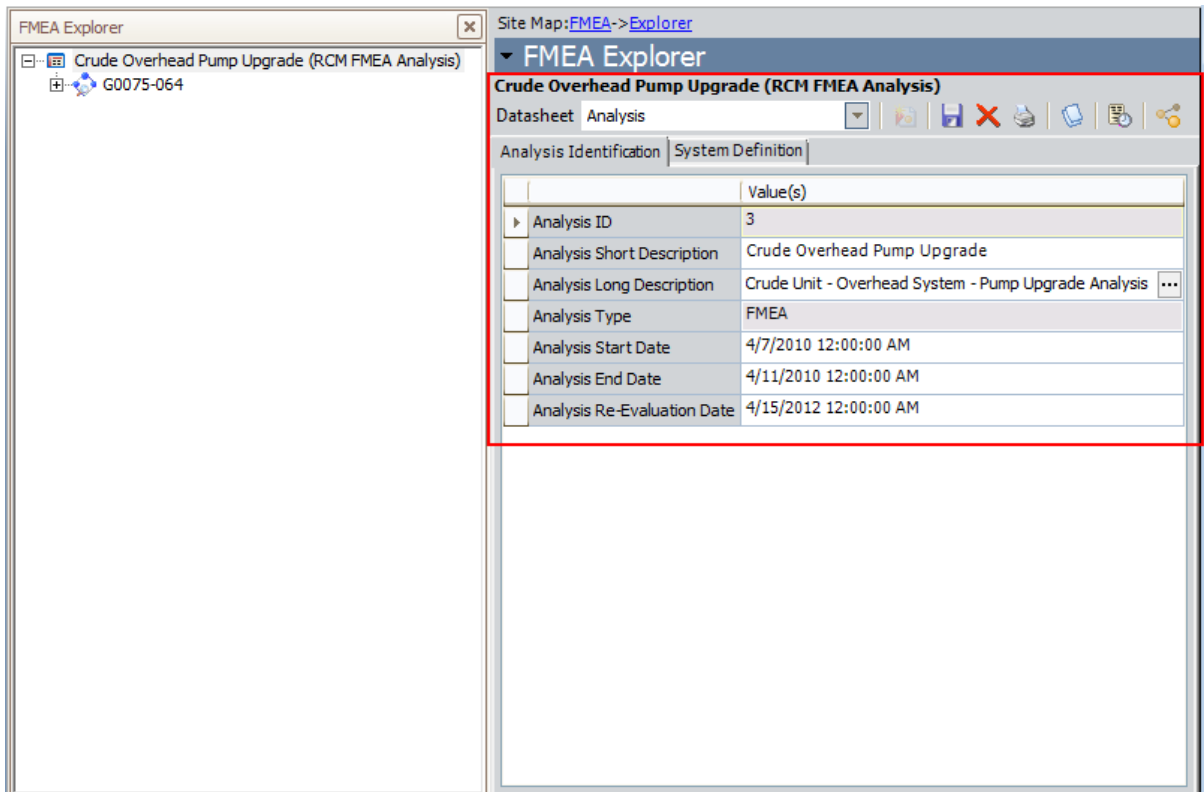 FMEA Explorer
Crude Overhead Pump Upgrade (RCM FMEA Analysis)
G0075-064
Site Map:FMEA->Explorer
FMEA Explorer
Crude Overhead Pump Upgrade (RCM FMEA Analysis)
Datasheet Analysis
Analysis Identification System Definition
Value(s)
Analysis ID 3
Analysis Short Description Crude Overhead Pump Upgrade
Analysis Long Description Crude Unit - Overhead System - Pump Upgrade Analysis ...
Analysis Type FMEA
Analysis Start Date 4/7/2010 12:00:00 AM
Analysis End Date 4/11/2010 12:00:00 AM
Analysis Re-Evaluation Date 4/15/2012 12:00:00 AM